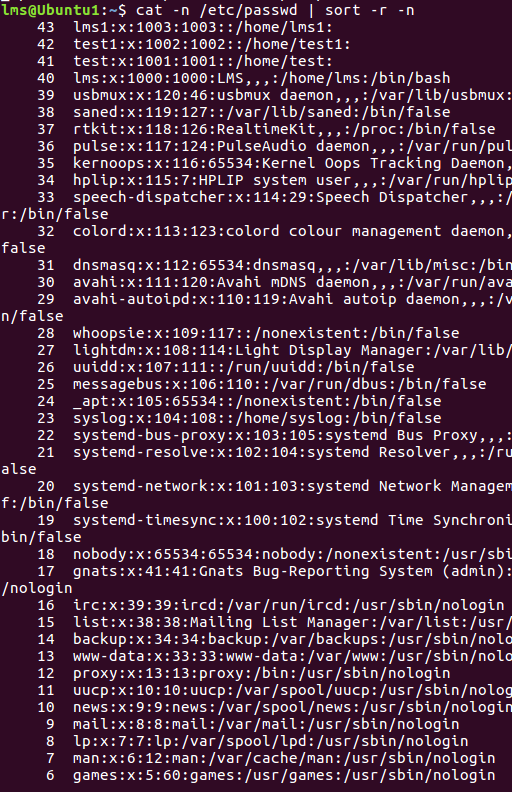 lms@Ubuntu1:~$ cat -n /etc/passwd | sort -r -n
43 lms1:x:1003:1003::/home/lms1:
42 test1:x:1002:1002::/home/test1:
41 test:x:1001:1001::/home/test:
40 lms:x:1000:1000:LMS,,,:/home/lms:/bin/bash
39 usbmux:x:120:46:usbmux daemon,,,:/var/lib/usbmux:
38 saned:x:119:127::/var/lib/saned:/bin/false
37 rtkit:x:118:126:RealtimeKit,,,:/proc:/bin/false
36 pulse:x:117:124:PulseAudio daemon,,,:/var/run/pul
35 kernoops:x:116:65534:Kernel Oops Tracking Daemon,
34 hplip:x:115:7:HPLIP system user,,,:/var/run/hplip
33 speech-dispatcher:x:114:29:Speech Dispatcher,,,:/
r:/bin/false
32 colord:x:113:123:colord colour management daemon,
false
31 dnsmasq:x:112:65534:dnsmasq,,,:/var/lib/misc:/bin
30 avahi:x:111:120:Avahi mDNS daemon,,,:/var/run/ava
29 avahi-autoipd:x:110:119:Avahi autoip daemon,,,:/v
n/false
28 whoopsie:x:109:117::/nonexistent:/bin/false
27 lightdm:x:108:114:Light Display Manager:/var/lib/
26 uuidd:x:107:111::/run/uuidd:/bin/false
25 messagebus:x:106:110::/var/run/dbus:/bin/false
24 _apt:x:105:65534::/nonexistent:/bin/false
23 syslog:x:104:108::/home/syslog:/bin/false
22 systemd-bus-proxy:x:103:105:systemd Bus Proxy,,,:
21 systemd-resolve:x:102:104:systemd Resolver,,,:/ru
alse
20 systemd-network:x:101:103:systemd Network Managem
f:/bin/false
19 systemd-timesync:x:100:102:systemd Time Synchroni
bin/false
18 nobody:x:65534:65534:nobody:/nonexistent:/usr/sbi
17 gnats:x:41:41:Gnats Bug-Reporting System (admin):
/nologin
16 irc:x:39:39:ircd:/var/run/ircd:/usr/sbin/nologin
15 list:x:38:38:Mailing List Manager:/var/list:/usr/
14 backup:x:34:34:backup:/var/backups:/usr/sbin/nolo
13 www-data:x:33:33:www-data:/var/www:/usr/sbin/nolo
12 proxy:x:13:13:proxy:/bin:/usr/sbin/nologin
11 uucp:x:10:10:uucp:/var/spool/uucp:/usr/sbin/nolog
10 news:x:9:9:news:/var/spool/news:/usr/sbin/nologin
9 mail:x:8:8:mail:/var/mail:/usr/sbin/nologin
8 lp:x:7:7:lp:/var/spool/lpd:/usr/sbin/nologin
7 man:x:6:12:man:/var/cache/man:/usr/sbin/nologin
6 games:x:5:60:games:/usr/games:/usr/sbin/nologin